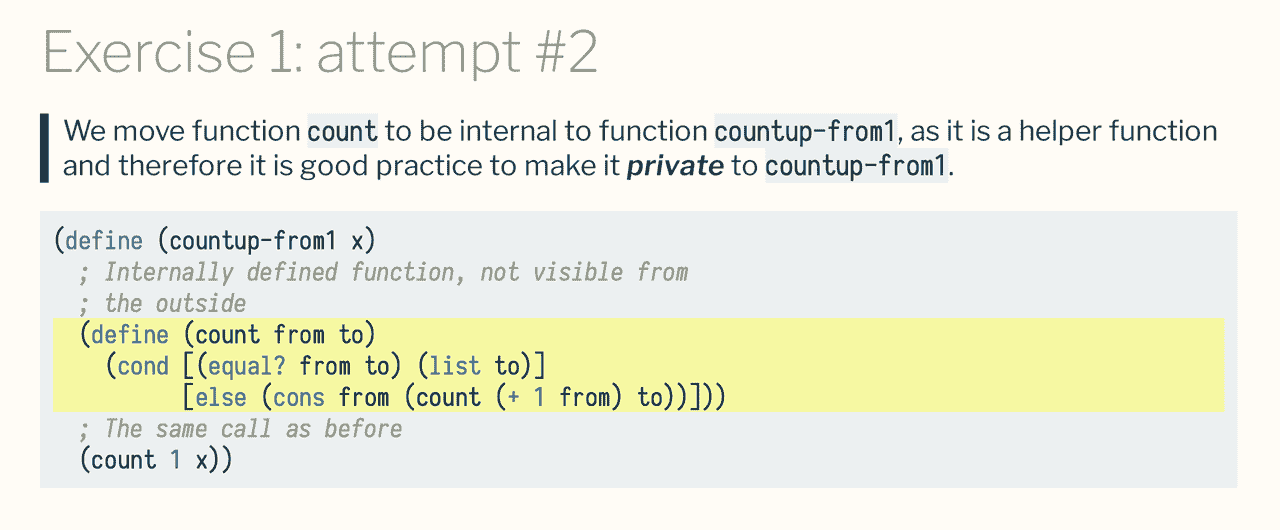 Exercise 1: attempt #2
We move function count to be internal to function countup-from1, as it is a helper function
and therefore it is good practice to make it private to countup-from1.
(define (countup-from1 x)
  ; Internally defined function, not visible from
  ; the outside
  (define (count from to)
    (cond [(equal? from to) (list to)]
          [else (cons from (count (+ 1 from) to))]))
  ; The same call as before
  (count 1 x))